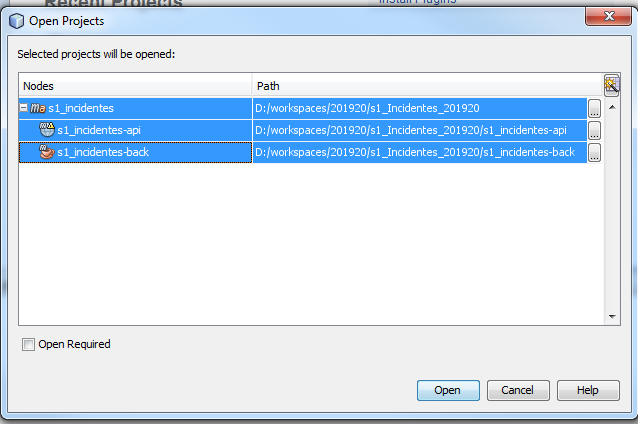 Recent Projects
Install Plugins
Open Projects
Selected projects will be opened:
Nodes Path
ma s1_incidentes D:/workspaces/201920/s1_Incidentes_201920 ...
s1_incidentes-api D:/workspaces/201920/s1_Incidentes_201920/s1_incidentes-api ...
s1_incidentes-back D:/workspaces/201920/s1_Incidentes_201920/s1_incidentes-back ...
Open Required
Open Cancel Help